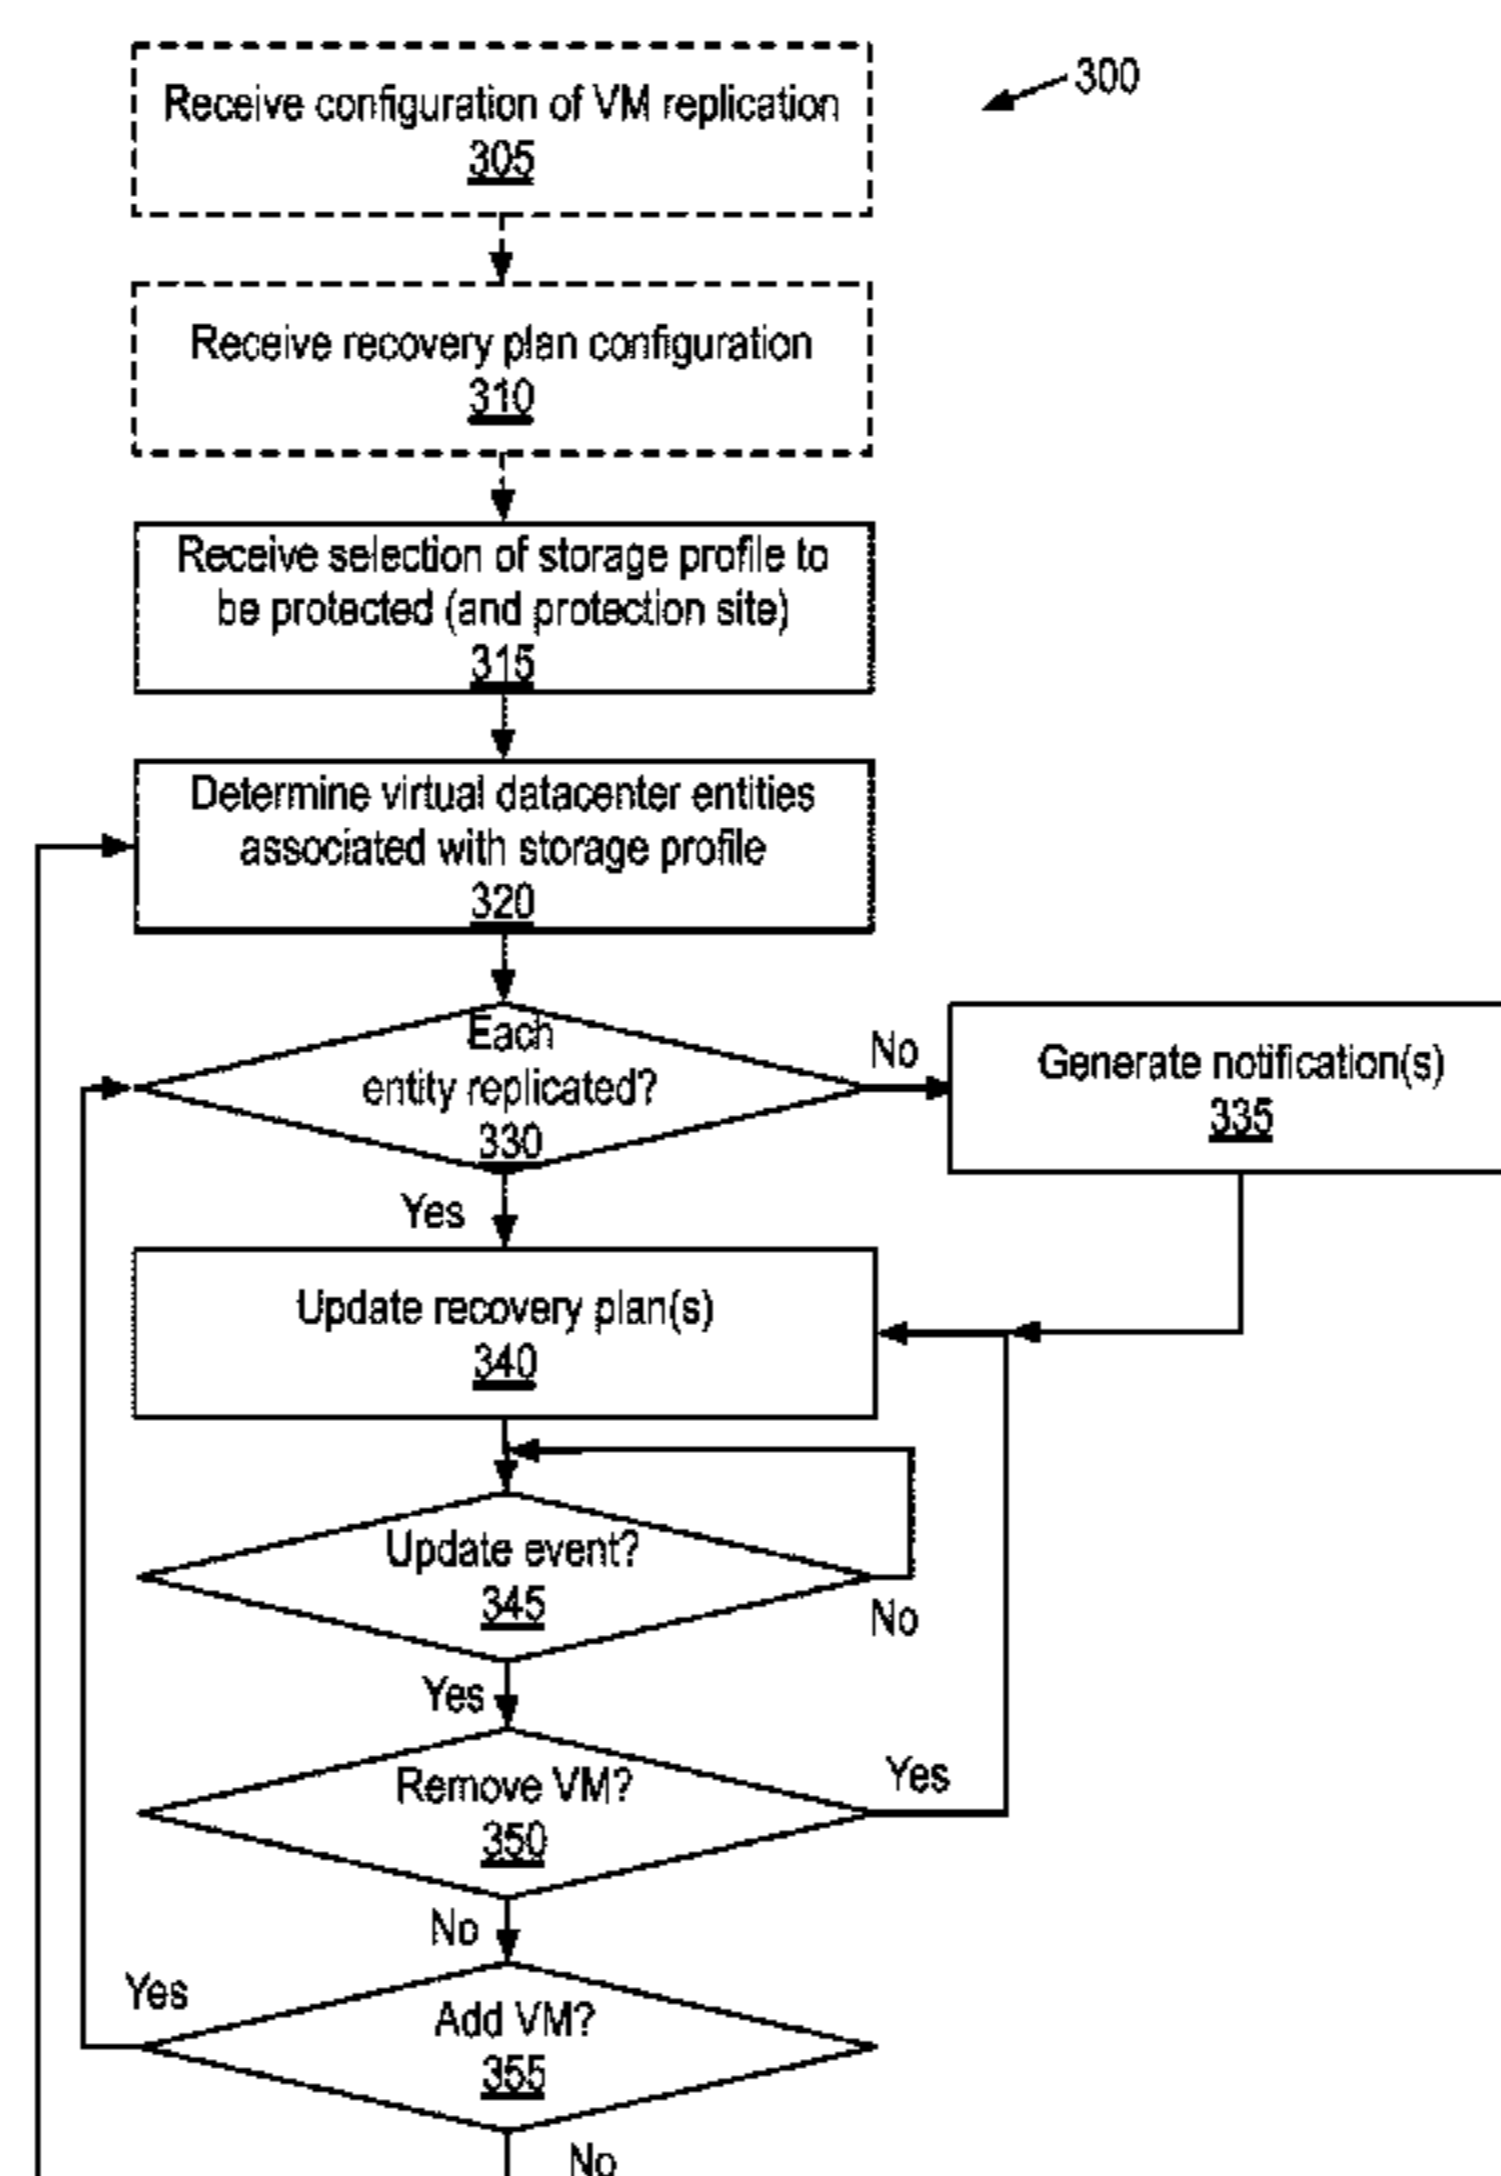 300
Receive configuration of VM replication
305
Receive recovery plan configuration
310
Receive selection of storage profile to
be protected (and protection site)
315
Determine virtual datacenter entities
associated with storage profile
320
Each
entity replicated?
330
No
Generate notification(s)
335
Yes
Update recovery plan(s)
340
Update event?
345
No
Yes
Remove VM?
350
Yes
No
Yes
Add VM?
355
No